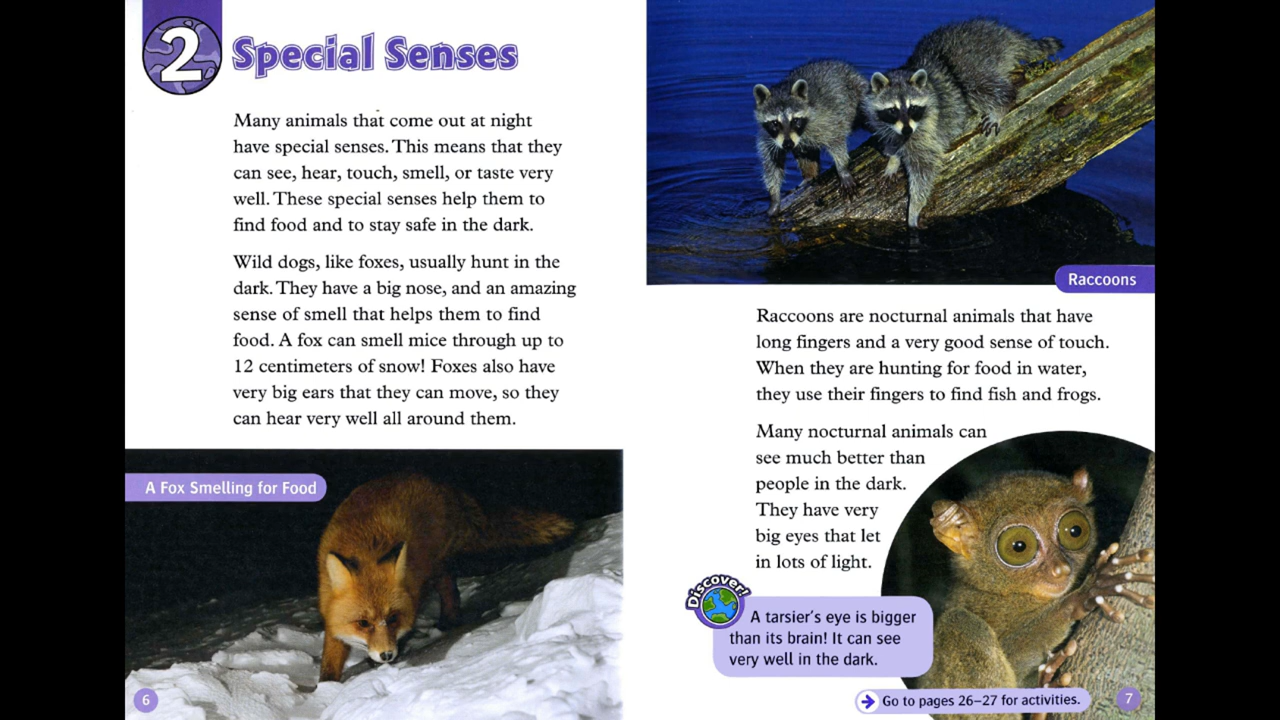 2 Special Senses
Many animals that come out at night
have special senses. This means that they
can see, hear, touch, smell, or taste very
well. These special senses help them to
find food and to stay safe in the dark.
Wild dogs, like foxes, usually hunt in the
dark. They have a big nose, and an amazing
sense of smell that helps them to find
food. A fox can smell mice through up to
12 centimeters of snow! Foxes also have
very big ears that they can move, so they
can hear very well all around them.
A Fox Smelling for Food
6
Raccoons
Raccoons are nocturnal animals that have
long fingers and a very good sense of touch.
When they are hunting for food in water,
they use their fingers to find fish and frogs.
Many nocturnal animals can
see much better than
people in the dark.
They have very
big eyes that let
in lots of light.
Discover!
A tarsier's eye is bigger
than its brain! It can see
very well in the dark.
Go to pages 26–27 for activities.
7